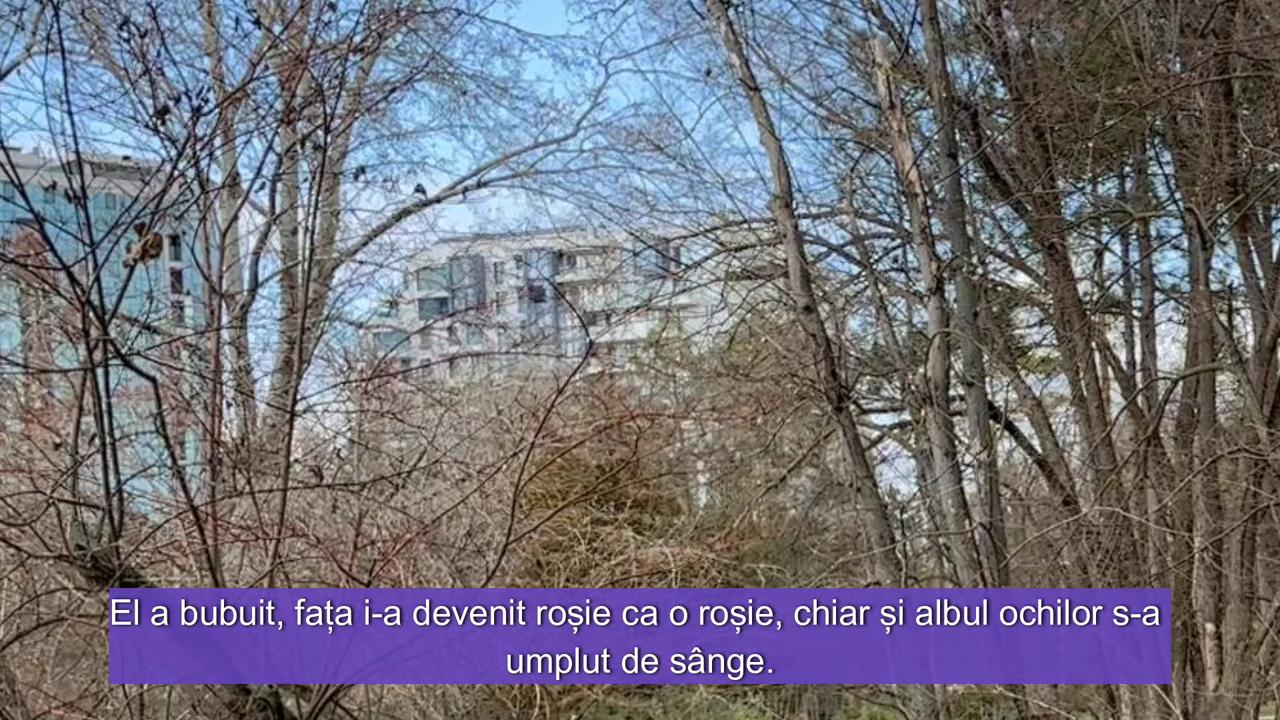 El a bubuit, fața i-a devenit roșie ca o roșie, chiar și albul ochilor s-a
umplut de sânge.